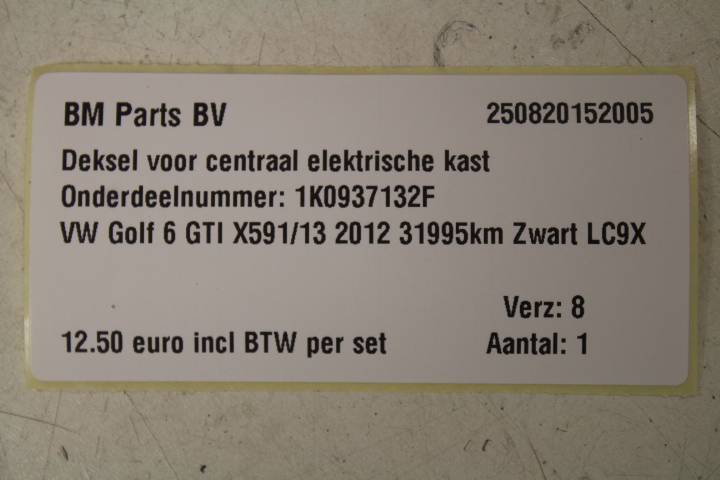 BM Parts BV 250820152005
Deksel voor centraal elektrische kast
Onderdeelnummer: 1K0937132F
VW Golf 6 GTI X591/13 2012 31995km Zwart LC9X
Verz: 8
12.50 euro incl BTW per set Aantal: 1